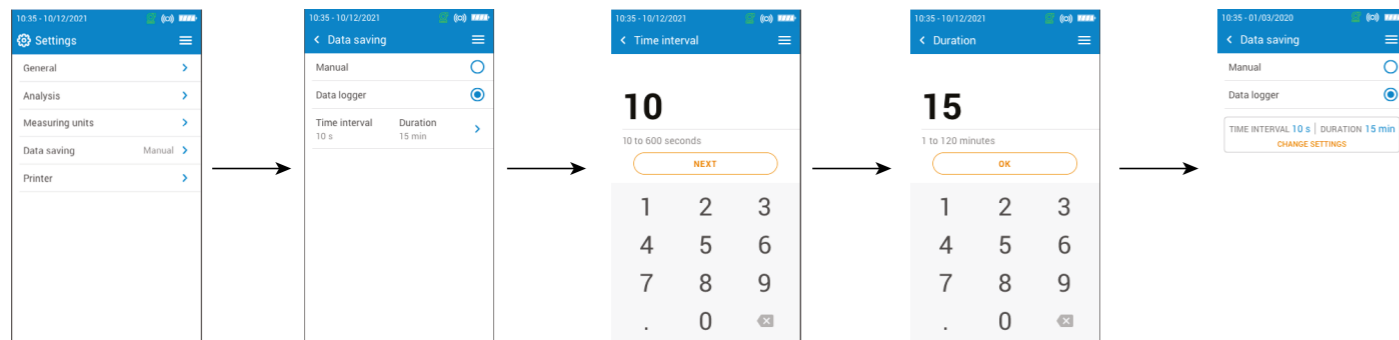 10:35 - 10/12/2021
Settings
General
Analysis
Measuring units
Data saving Manual
Printer
10:35 - 10/12/2021
Data saving
Manual
Data logger
Time interval Duration
10 s 15 min
10:35 - 10/12/2021
Time interval
10
10 to 600 seconds
NEXT
1 2 3
4 5 6
7 8 9
. 0
10:35 - 10/12/2021
Duration
15
1 to 120 minutes
OK
1 2 3
4 5 6
7 8 9
. 0
10:35 - 01/03/2020
Data saving
Manual
Data logger
TIME INTERVAL 10 s | DURATION 15 min
CHANGE SETTINGS